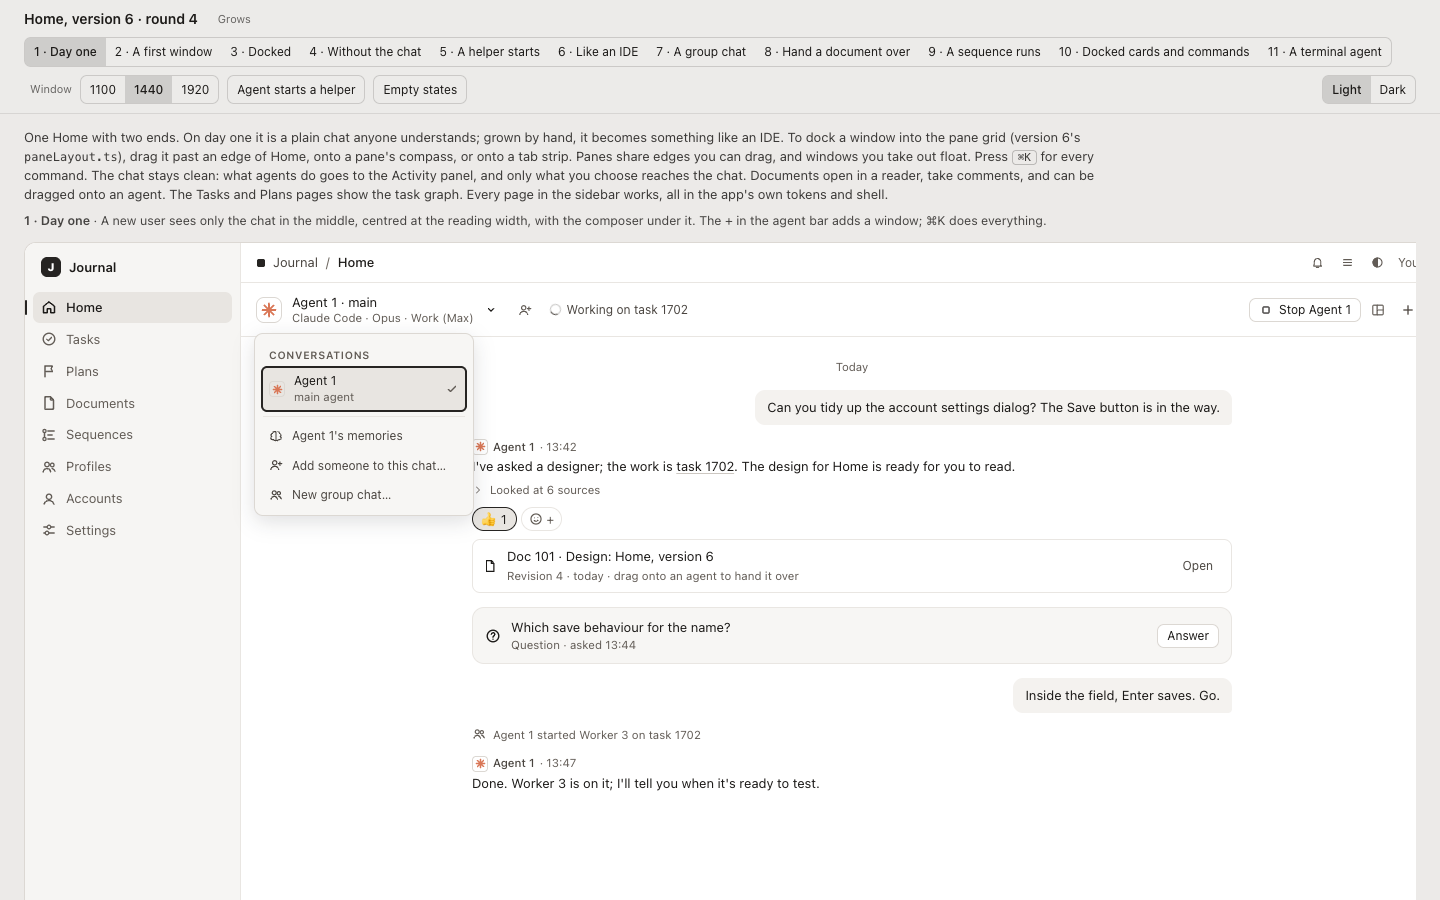 Home, version 6 · round 4 Grows
1 · Day one 2 · A first window 3 · Docked 4 · Without the chat 5 · A helper starts 6 · Like an IDE 7 · A group chat 8 · Hand a document over 9 · A sequence runs 10 · Docked cards and commands 11 · A terminal agent
Window 1100 1440 1920 Agent starts a helper Empty states Light Dark
One Home with two ends. On day one it is a plain chat anyone understands; grown by hand, it becomes something like an IDE. To dock a window into the pane grid (version 6's
paneLayout.ts), drag it past an edge of Home, onto a pane's compass, or onto a tab strip. Panes share edges you can drag, and windows you take out float. Press ⌘K for every
command. The chat stays clean: what agents do goes to the Activity panel, and only what you choose reaches the chat. Documents open in a reader, take comments, and can be
dragged onto an agent. The Tasks and Plans pages show the task graph. Every page in the sidebar works, all in the app's own tokens and shell.
1 · Day one · A new user sees only the chat in the middle, centred at the reading width, with the composer under it. The + in the agent bar adds a window; ⌘K does everything.
J Journal
Home
Tasks
Plans
Documents
Sequences
Profiles
Accounts
Settings
Journal / Home You
Agent 1 · main
Claude Code · Opus · Work (Max)
Working on task 1702
Stop Agent 1
CONVERSATIONS
Agent 1
main agent
Agent 1's memories
Add someone to this chat...
New group chat...
Today
Can you tidy up the account settings dialog? The Save button is in the way.
Agent 1 · 13:42
I've asked a designer; the work is task 1702. The design for Home is ready for you to read.
Looked at 6 sources
👍 1 +
Doc 101 · Design: Home, version 6
Revision 4 · today · drag onto an agent to hand it over
Open
Which save behaviour for the name?
Question · asked 13:44
Answer
Inside the field, Enter saves. Go.
Agent 1 started Worker 3 on task 1702
Agent 1 · 13:47
Done. Worker 3 is on it; I'll tell you when it's ready to test.